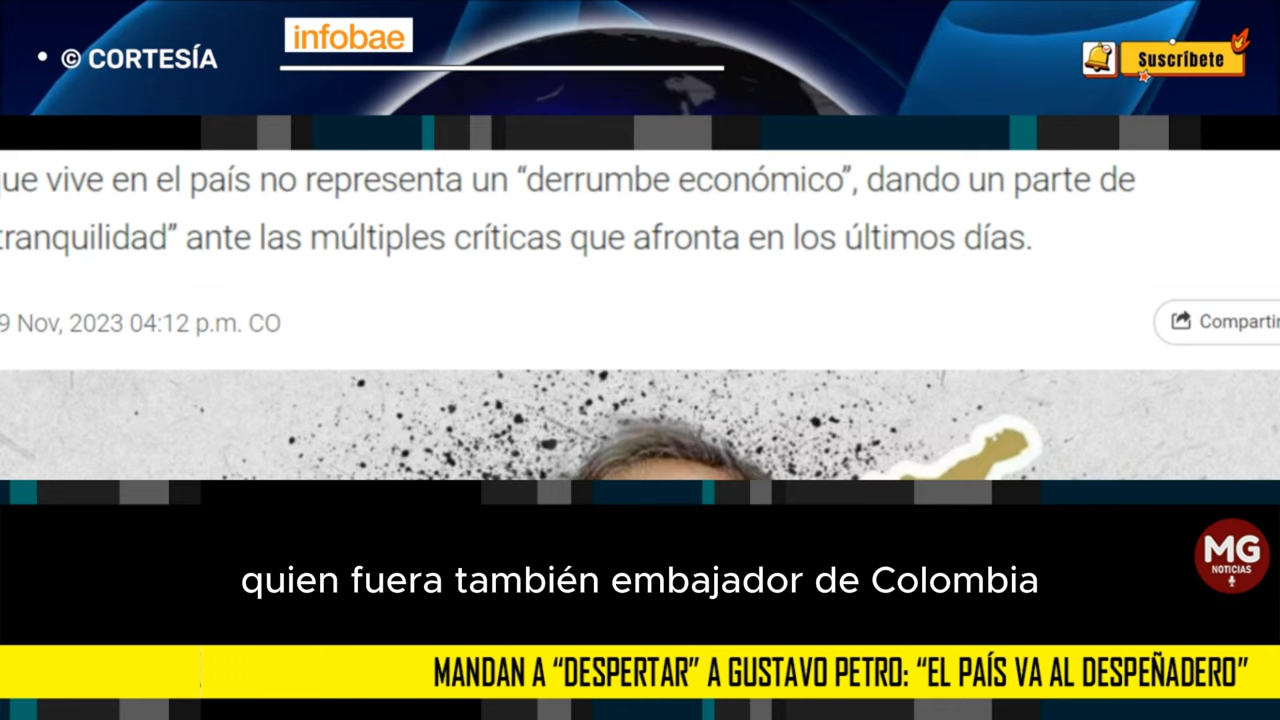 • © CORTESÍA
infobae
Suscríbete
que vive en el país no representa un “derrumbe económico”, dando un parte de
tranquilidad” ante las múltiples críticas que afronta en los últimos días.
9 Nov, 2023 04:12 p.m. CO
Compartir
MG
NOTICIAS
quien fuera también embajador de Colombia
MANDAN A “DESPERTAR” A GUSTAVO PETRO: “EL PAÍS VA AL DESPEÑADERO”